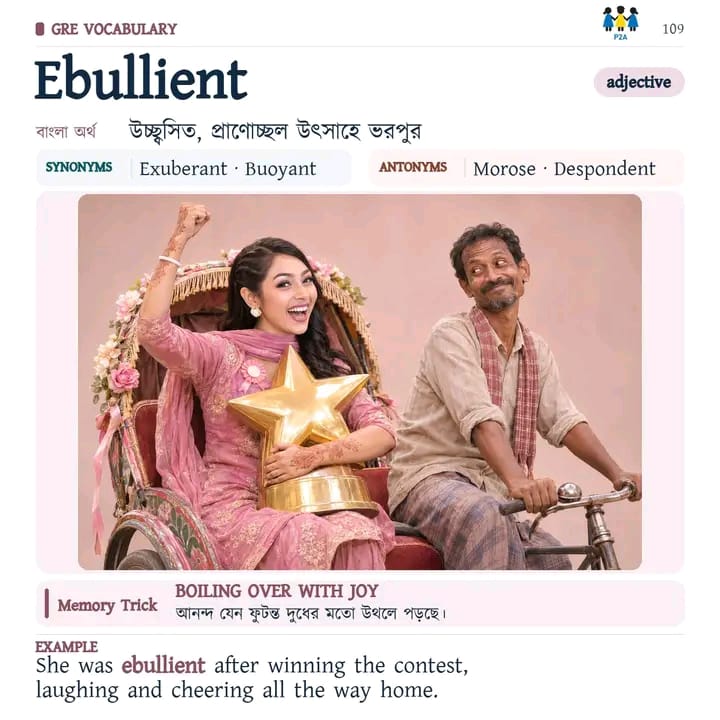 GRE VOCABULARY
P2A
109
Ebullient
adjective
বাংলা অর্থ উচ্ছ্বসিত, প্রাণোচ্ছল উৎসাহে ভরপুর
SYNONYMS Exuberant · Buoyant
ANTONYMS Morose · Despondent
Memory Trick
BOILING OVER WITH JOY
আনন্দ যেন ফুটন্ত দুধের মতো উথলে পড়ছে।
EXAMPLE
She was ebullient after winning the contest,
laughing and cheering all the way home.